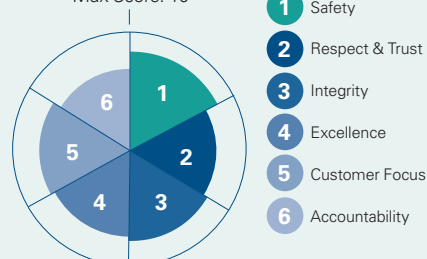 Max Score: 10
1 Safety
2 Respect & Trust
3 Integrity
4 Excellence
5 Customer Focus
6 Accountability
1
2
3
4
5
6